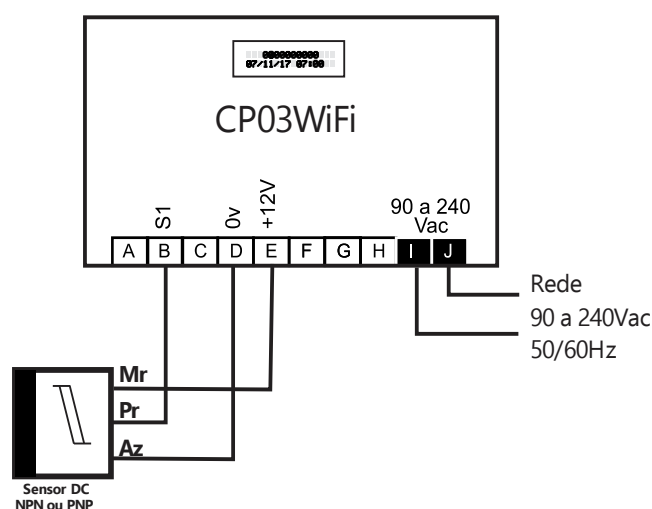 0000000000
07/11/17 07:00
CP03WiFi
S1
0v
+12V
90 a 240
Vac
A B C D E F G H I J
Rede
90 a 240Vac
50/60Hz
Mr
Pr
Az
Sensor DC
NPN ou PNP